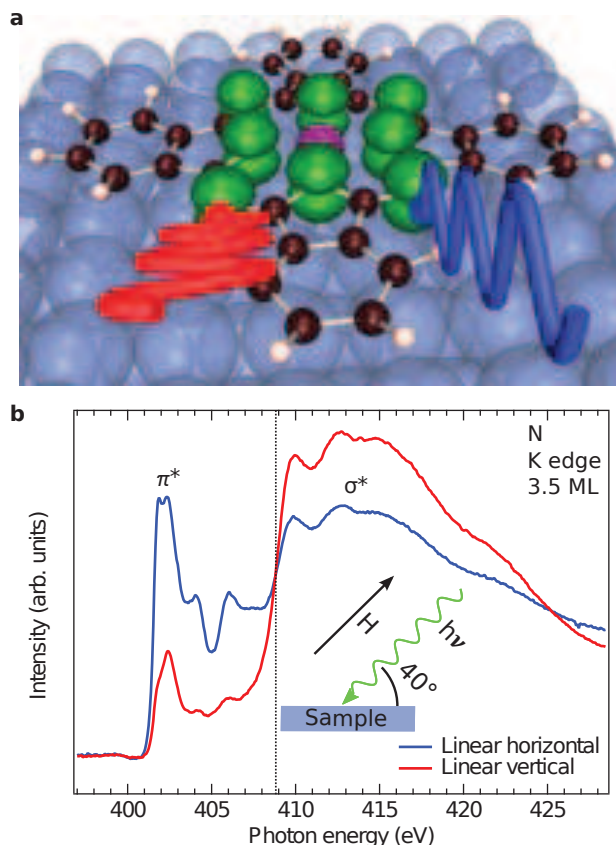 a
b
N
K edge
3.5 ML
π*
σ*
H
hν
40°
Sample
Linear horizontal
Linear vertical
Intensity (arb. units)
400 405 410 415 420 425
Photon energy (eV)